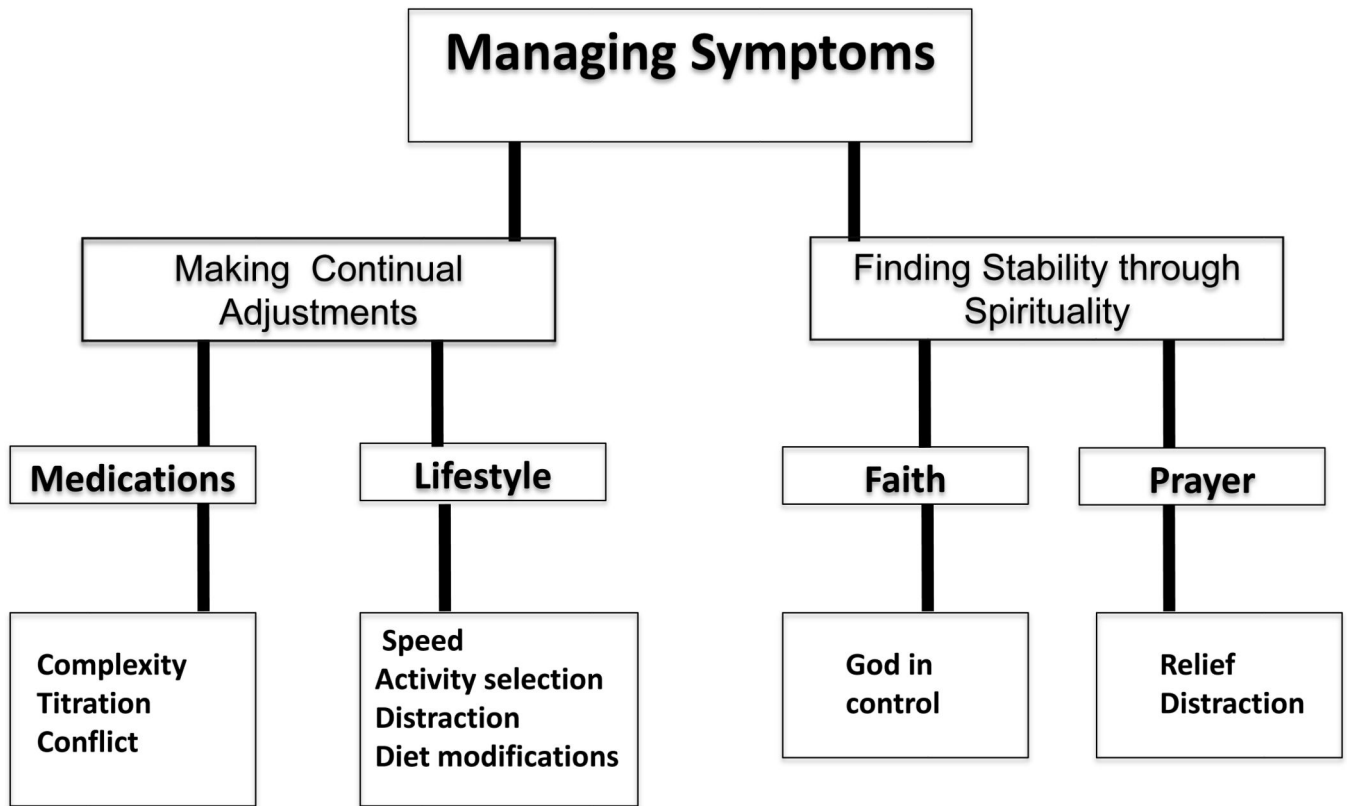 Managing Symptoms
Making Continual
Adjustments
Finding Stability through
Spirituality
Medications
Lifestyle
Faith
Prayer
Complexity
Titration
Conflict
Speed
Activity selection
Distraction
Diet modifications
God in
control
Relief
Distraction